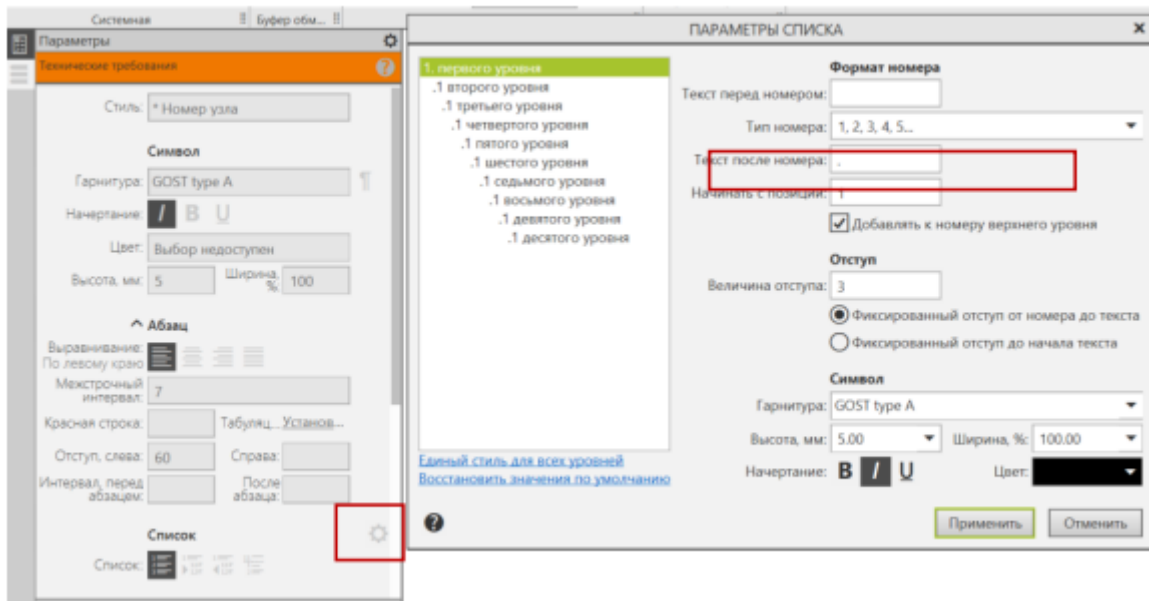 Системная
Буфер обм...
Параметры
Технические требования
Стиль: * Номер узла
Символ
Гарнитура: GOST type A
Начертание: I B U
Цвет: Выбор недоступен
Высота, мм: 5 Ширина, %: 100
Абзац
Выравнивание:
По левому краю
Межстрочный
интервал: 7
Красная строка: Табуляц... Установ...
Отступ, слева: 60 Справа:
Интервал, перед абзацем: После абзаца:
Список
Список:
ПАРАМЕТРЫ СПИСКА
1. первого уровня
.1 второго уровня
.1 третьего уровня
.1 четвертого уровня
.1 пятого уровня
.1 шестого уровня
.1 седьмого уровня
.1 восьмого уровня
.1 девятого уровня
.1 десятого уровня
Единый стиль для всех уровней
Восстановить значения по умолчанию
Формат номера
Текст перед номером:
Тип номера: 1, 2, 3, 4, 5...
Текст после номера: .
Начинать с позиции: 1
Добавлять к номеру верхнего уровня
Отступ
Величина отступа: 3
Фиксированный отступ от номера до текста
Фиксированный отступ до начала текста
Символ
Гарнитура: GOST type A
Высота, мм: 5.00 Ширина, %: 100.00
Начертание: B I U Цвет:
Применить Отменить